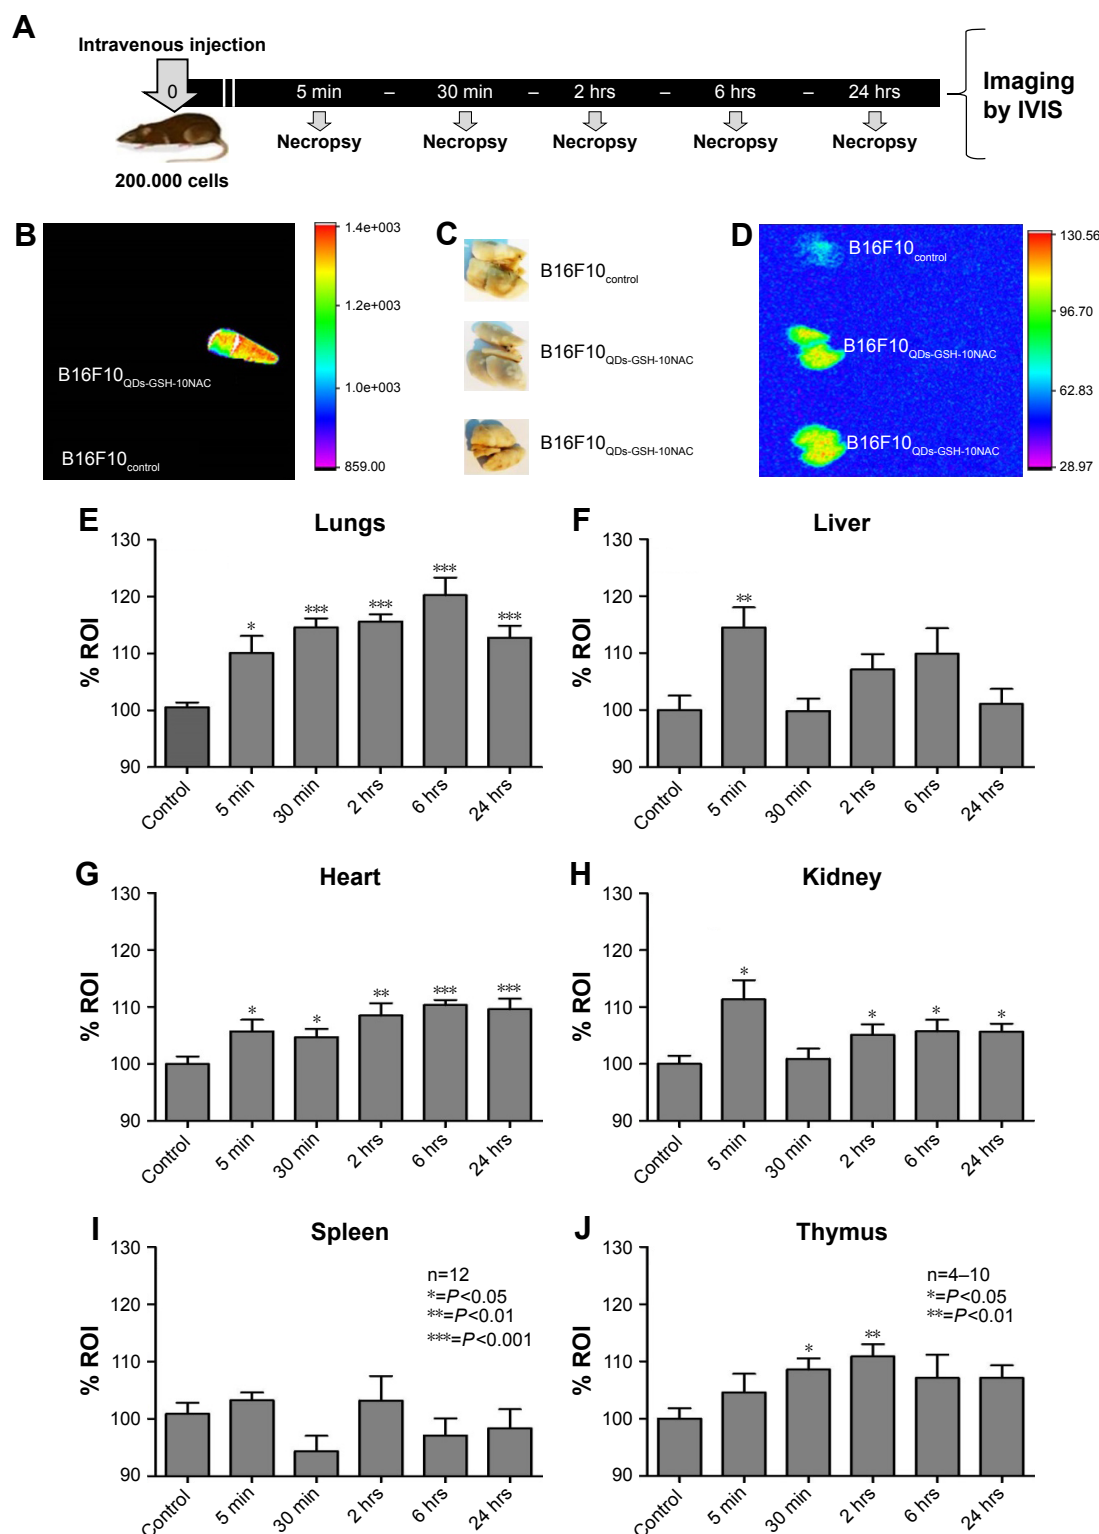 A
Intravenous injection
0
5 min – 30 min – 2 hrs – 6 hrs – 24 hrs
Necropsy Necropsy Necropsy Necropsy Necropsy
200.000 cells
Imaging
by IVIS
B
B16F10QDs-GSH-10NAC
B16F10control
1.4e+003
1.2e+003
1.0e+003
859.00
C
B16F10control
B16F10QDs-GSH-10NAC
B16F10QDs-GSH-10NAC
D
B16F10control
B16F10QDs-GSH-10NAC
B16F10QDs-GSH-10NAC
130.56
96.70
62.83
28.97
E
Lungs
% ROI
130
120
110
100
90
* *** *** *** ***
Control 5 min 30 min 2 hrs 6 hrs 24 hrs
F
Liver
% ROI
130
120
110
100
90
**
Control 5 min 30 min 2 hrs 6 hrs 24 hrs
G
Heart
% ROI
130
120
110
100
90
* * ** *** ***
Control 5 min 30 min 2 hrs 6 hrs 24 hrs
H
Kidney
% ROI
130
120
110
100
90
* * * *
Control 5 min 30 min 2 hrs 6 hrs 24 hrs
I
Spleen
% ROI
130
120
110
100
90
n=12
*=P<0.05
**=P<0.01
***=P<0.001
Control 5 min 30 min 2 hrs 6 hrs 24 hrs
J
Thymus
% ROI
130
120
110
100
90
n=4–10
*=P<0.05
**=P<0.01
* **
Control 5 min 30 min 2 hrs 6 hrs 24 hrs